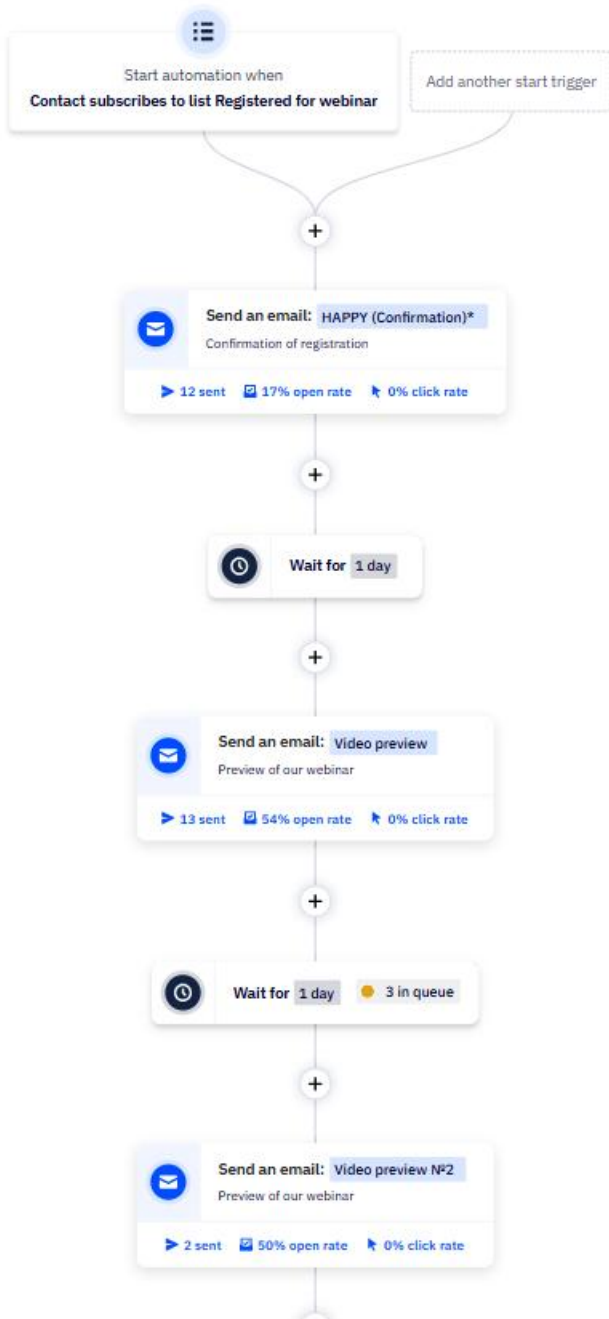 Start automation when
Contact subscribes to list Registered for webinar
Add another start trigger
Send an email: HAPPY (Confirmation)*
Confirmation of registration
12 sent 17% open rate 0% click rate
Wait for 1 day
Send an email: Video preview
Preview of our webinar
13 sent 54% open rate 0% click rate
Wait for 1 day 3 in queue
Send an email: Video preview №2
Preview of our webinar
2 sent 50% open rate 0% click rate